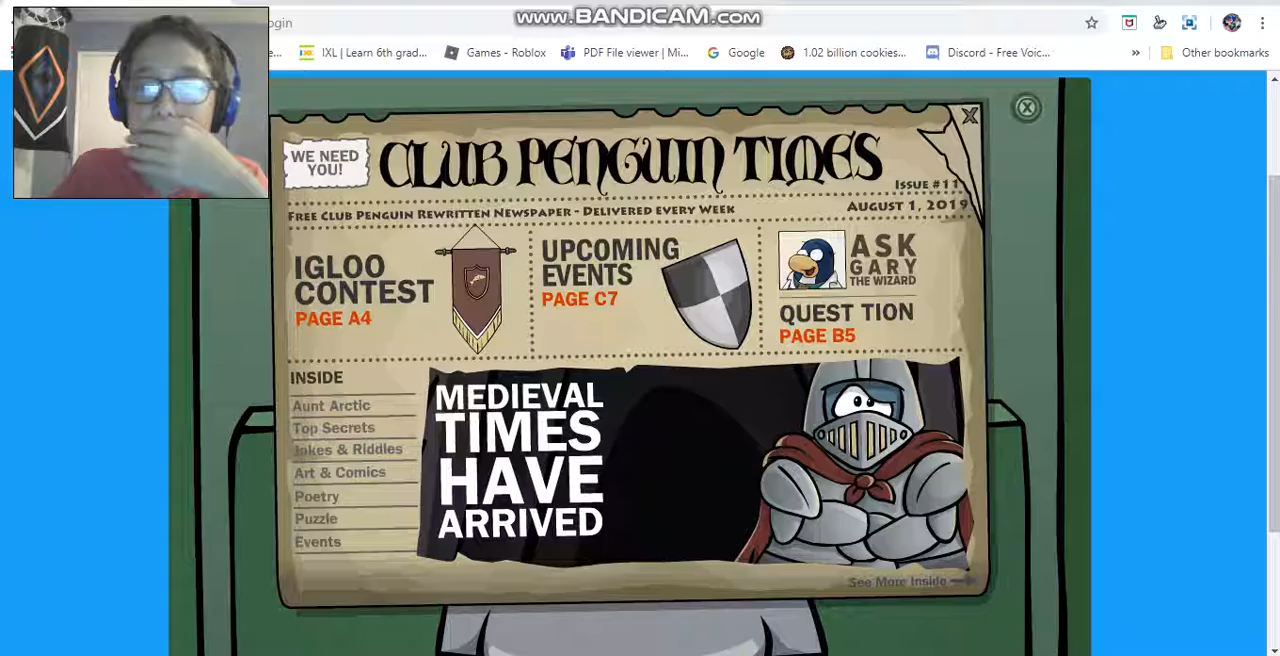 www.BANDICAM.com
ogin
IXL | Learn 6th grad...
Games - Roblox
PDF File viewer | Mi...
Google
1.02 billion cookies...
Discord - Free Voic...
»
Other bookmarks
WE NEED
YOU!
CLUB PENGUIN TIMES
ISSUE #11
FREE CLUB PENGUIN REWRITTEN NEWSPAPER - DELIVERED EVERY WEEK
AUGUST 1, 2019
IGLOO
CONTEST
PAGE A4
UPCOMING
EVENTS
PAGE C7
ASK
GARY
THE WIZARD
QUEST TION
PAGE B5
INSIDE
Aunt Arctic
Top Secrets
Jokes & Riddles
Art & Comics
Poetry
Puzzle
Events
MEDIEVAL
TIMES
HAVE
ARRIVED
See More Inside